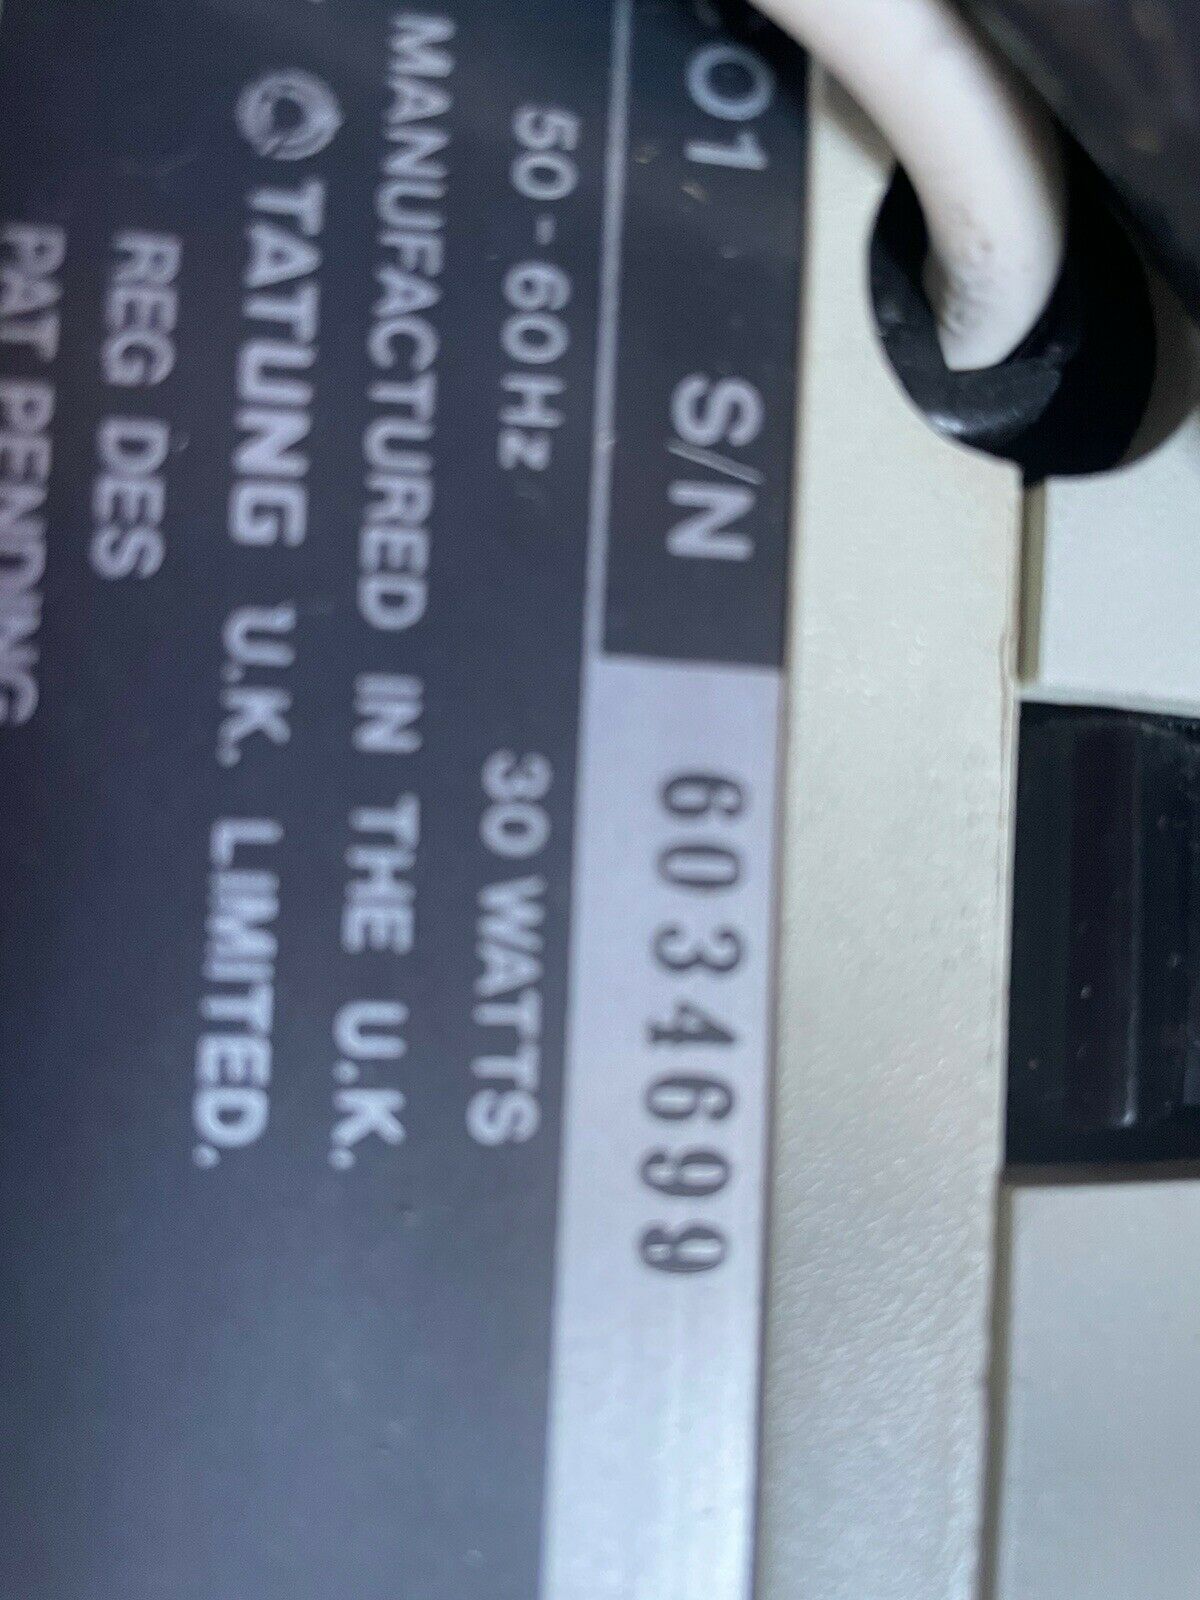 01 S/N 6034699
50-60Hz 30 WATTS
MANUFACTURED IN THE U.K.
© TATUNG U.K. LIMITED.
REG DES
PAT PENDING